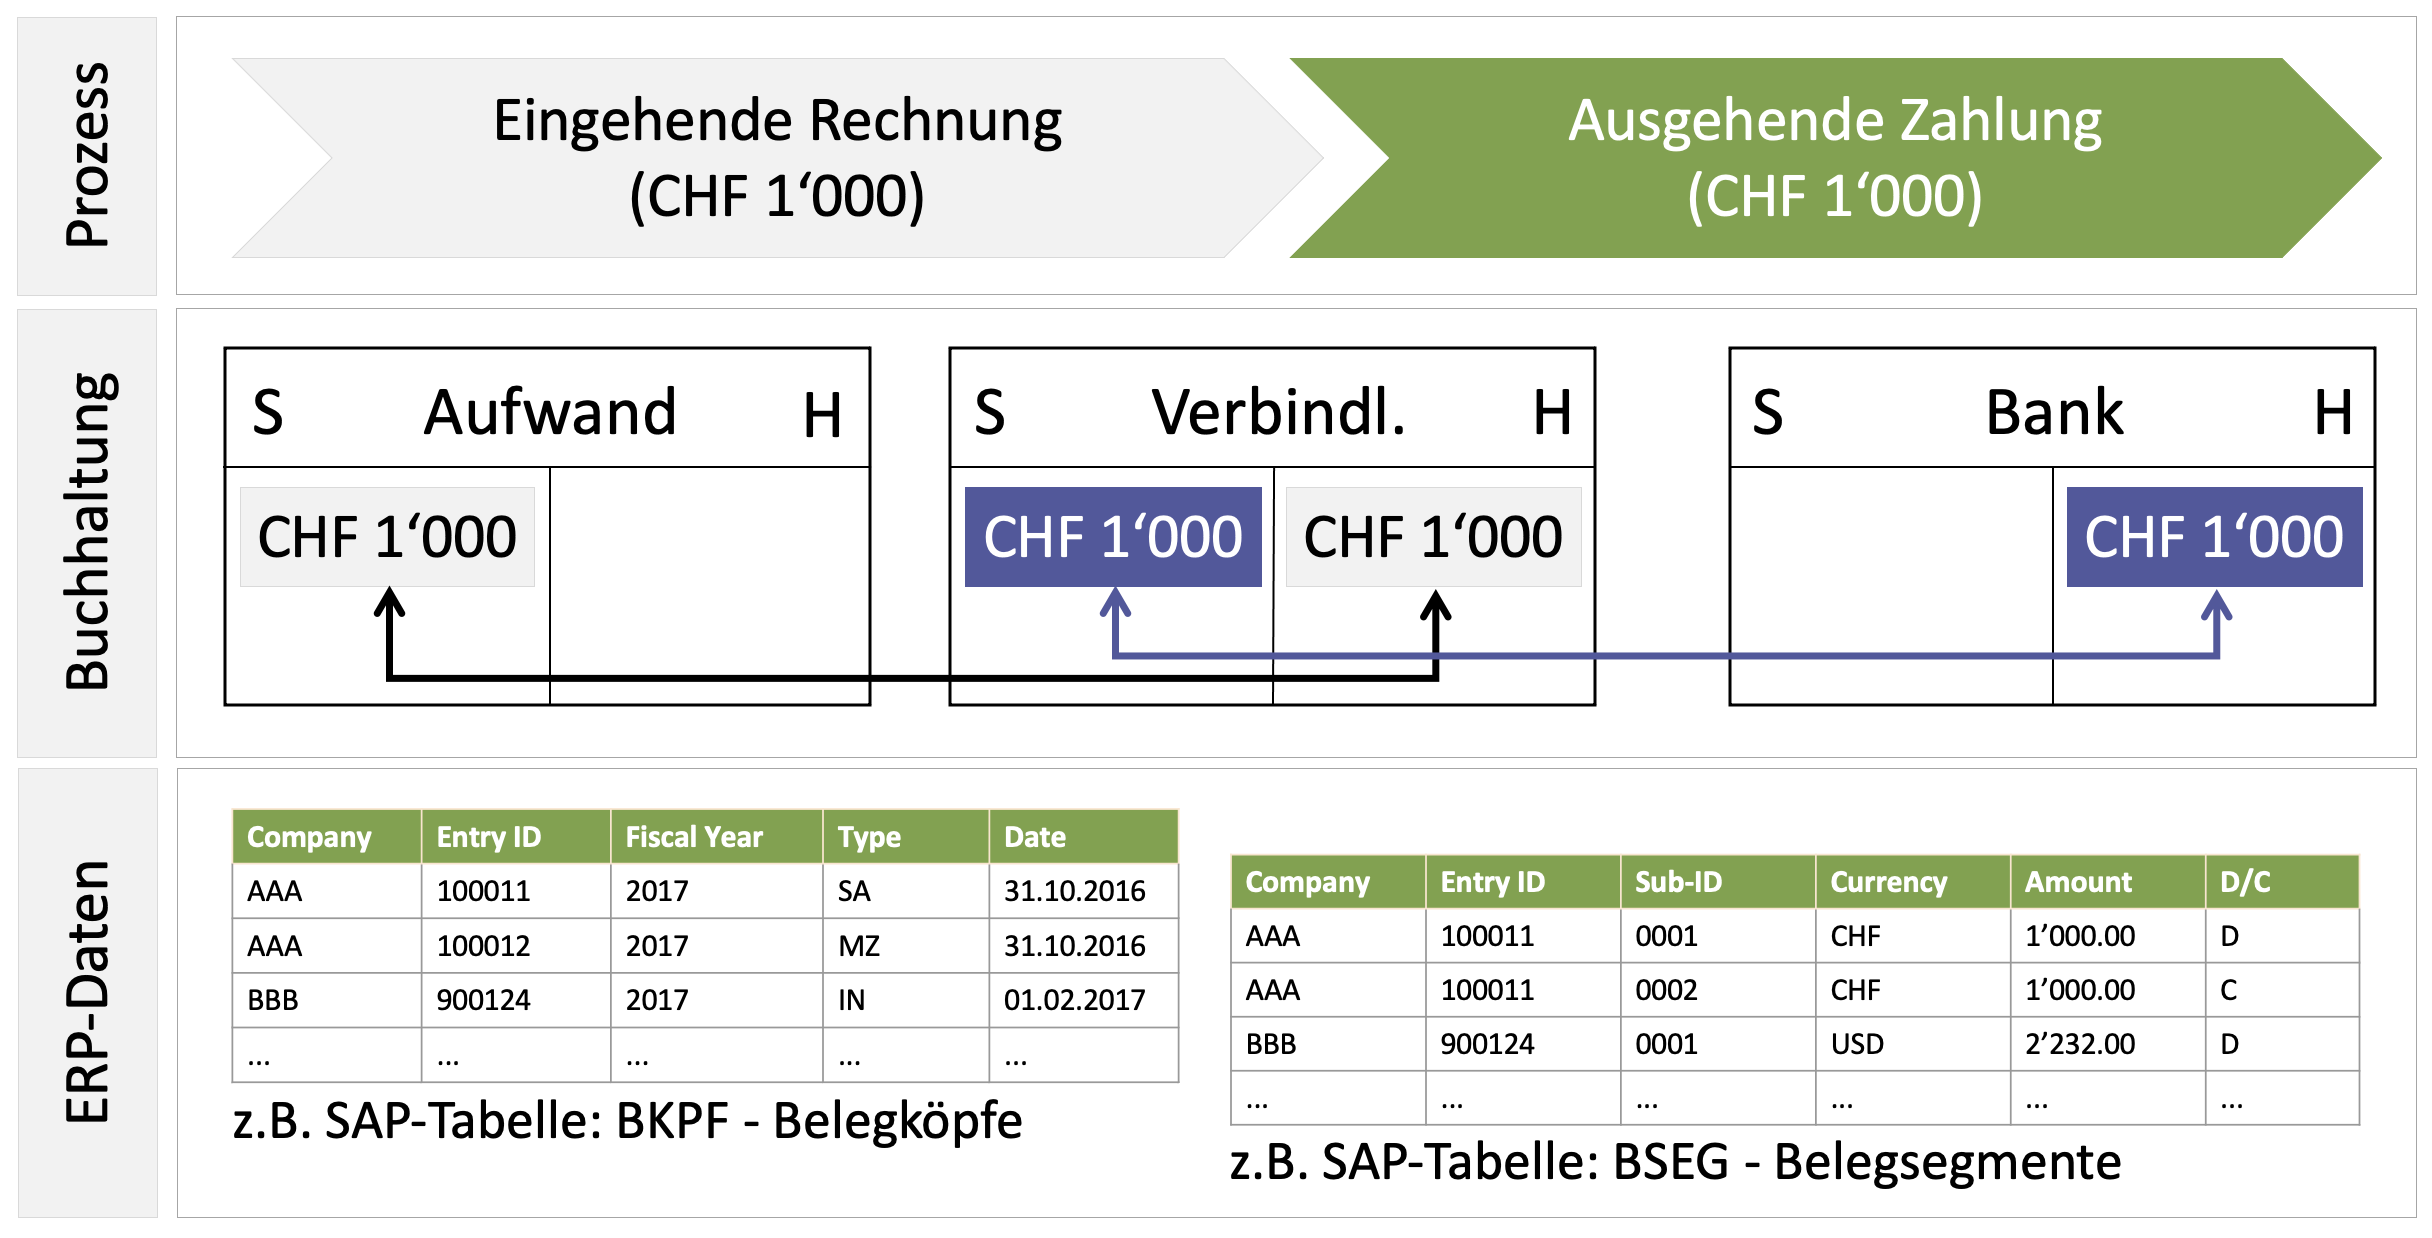 Prozess
Eingehende Rechnung
(CHF 1‘000)
Ausgehende Zahlung
(CHF 1‘000)
Buchhaltung
S Aufwand H
CHF 1‘000
S Verbindl. H
CHF 1‘000 CHF 1‘000
S Bank H
CHF 1‘000
ERP-Daten
Company Entry ID Fiscal Year Type Date
AAA 100011 2017 SA 31.10.2016
AAA 100012 2017 MZ 31.10.2016
BBB 900124 2017 IN 01.02.2017
... ... ... ... ...
z.B. SAP-Tabelle: BKPF - Belegköpfe
Company Entry ID Sub-ID Currency Amount D/C
AAA 100011 0001 CHF 1’000.00 D
AAA 100011 0002 CHF 1’000.00 C
BBB 900124 0001 USD 2’232.00 D
... ... ... ... ... ...
z.B. SAP-Tabelle: BSEG - Belegsegmente